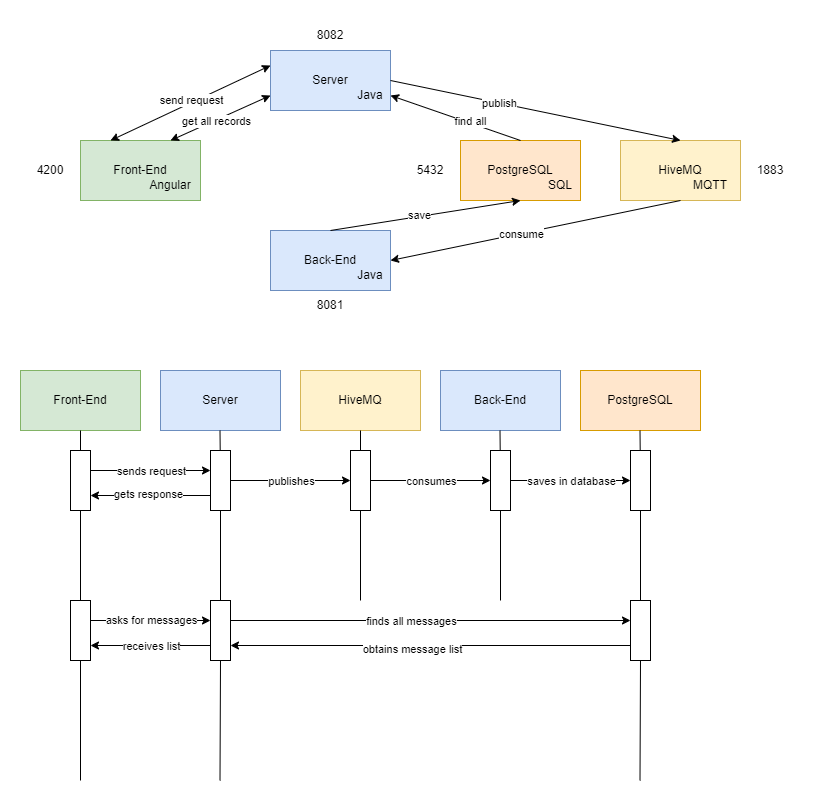 8082
Server
Java
send request
get all records
publish
find all
4200
Front-End
Angular
5432
PostgreSQL
SQL
HiveMQ
MQTT
1883
save
consume
Back-End
Java
8081
Front-End
Server
HiveMQ
Back-End
PostgreSQL
sends request
publishes
consumes
saves in database
gets response
asks for messages
finds all messages
receives list
obtains message list